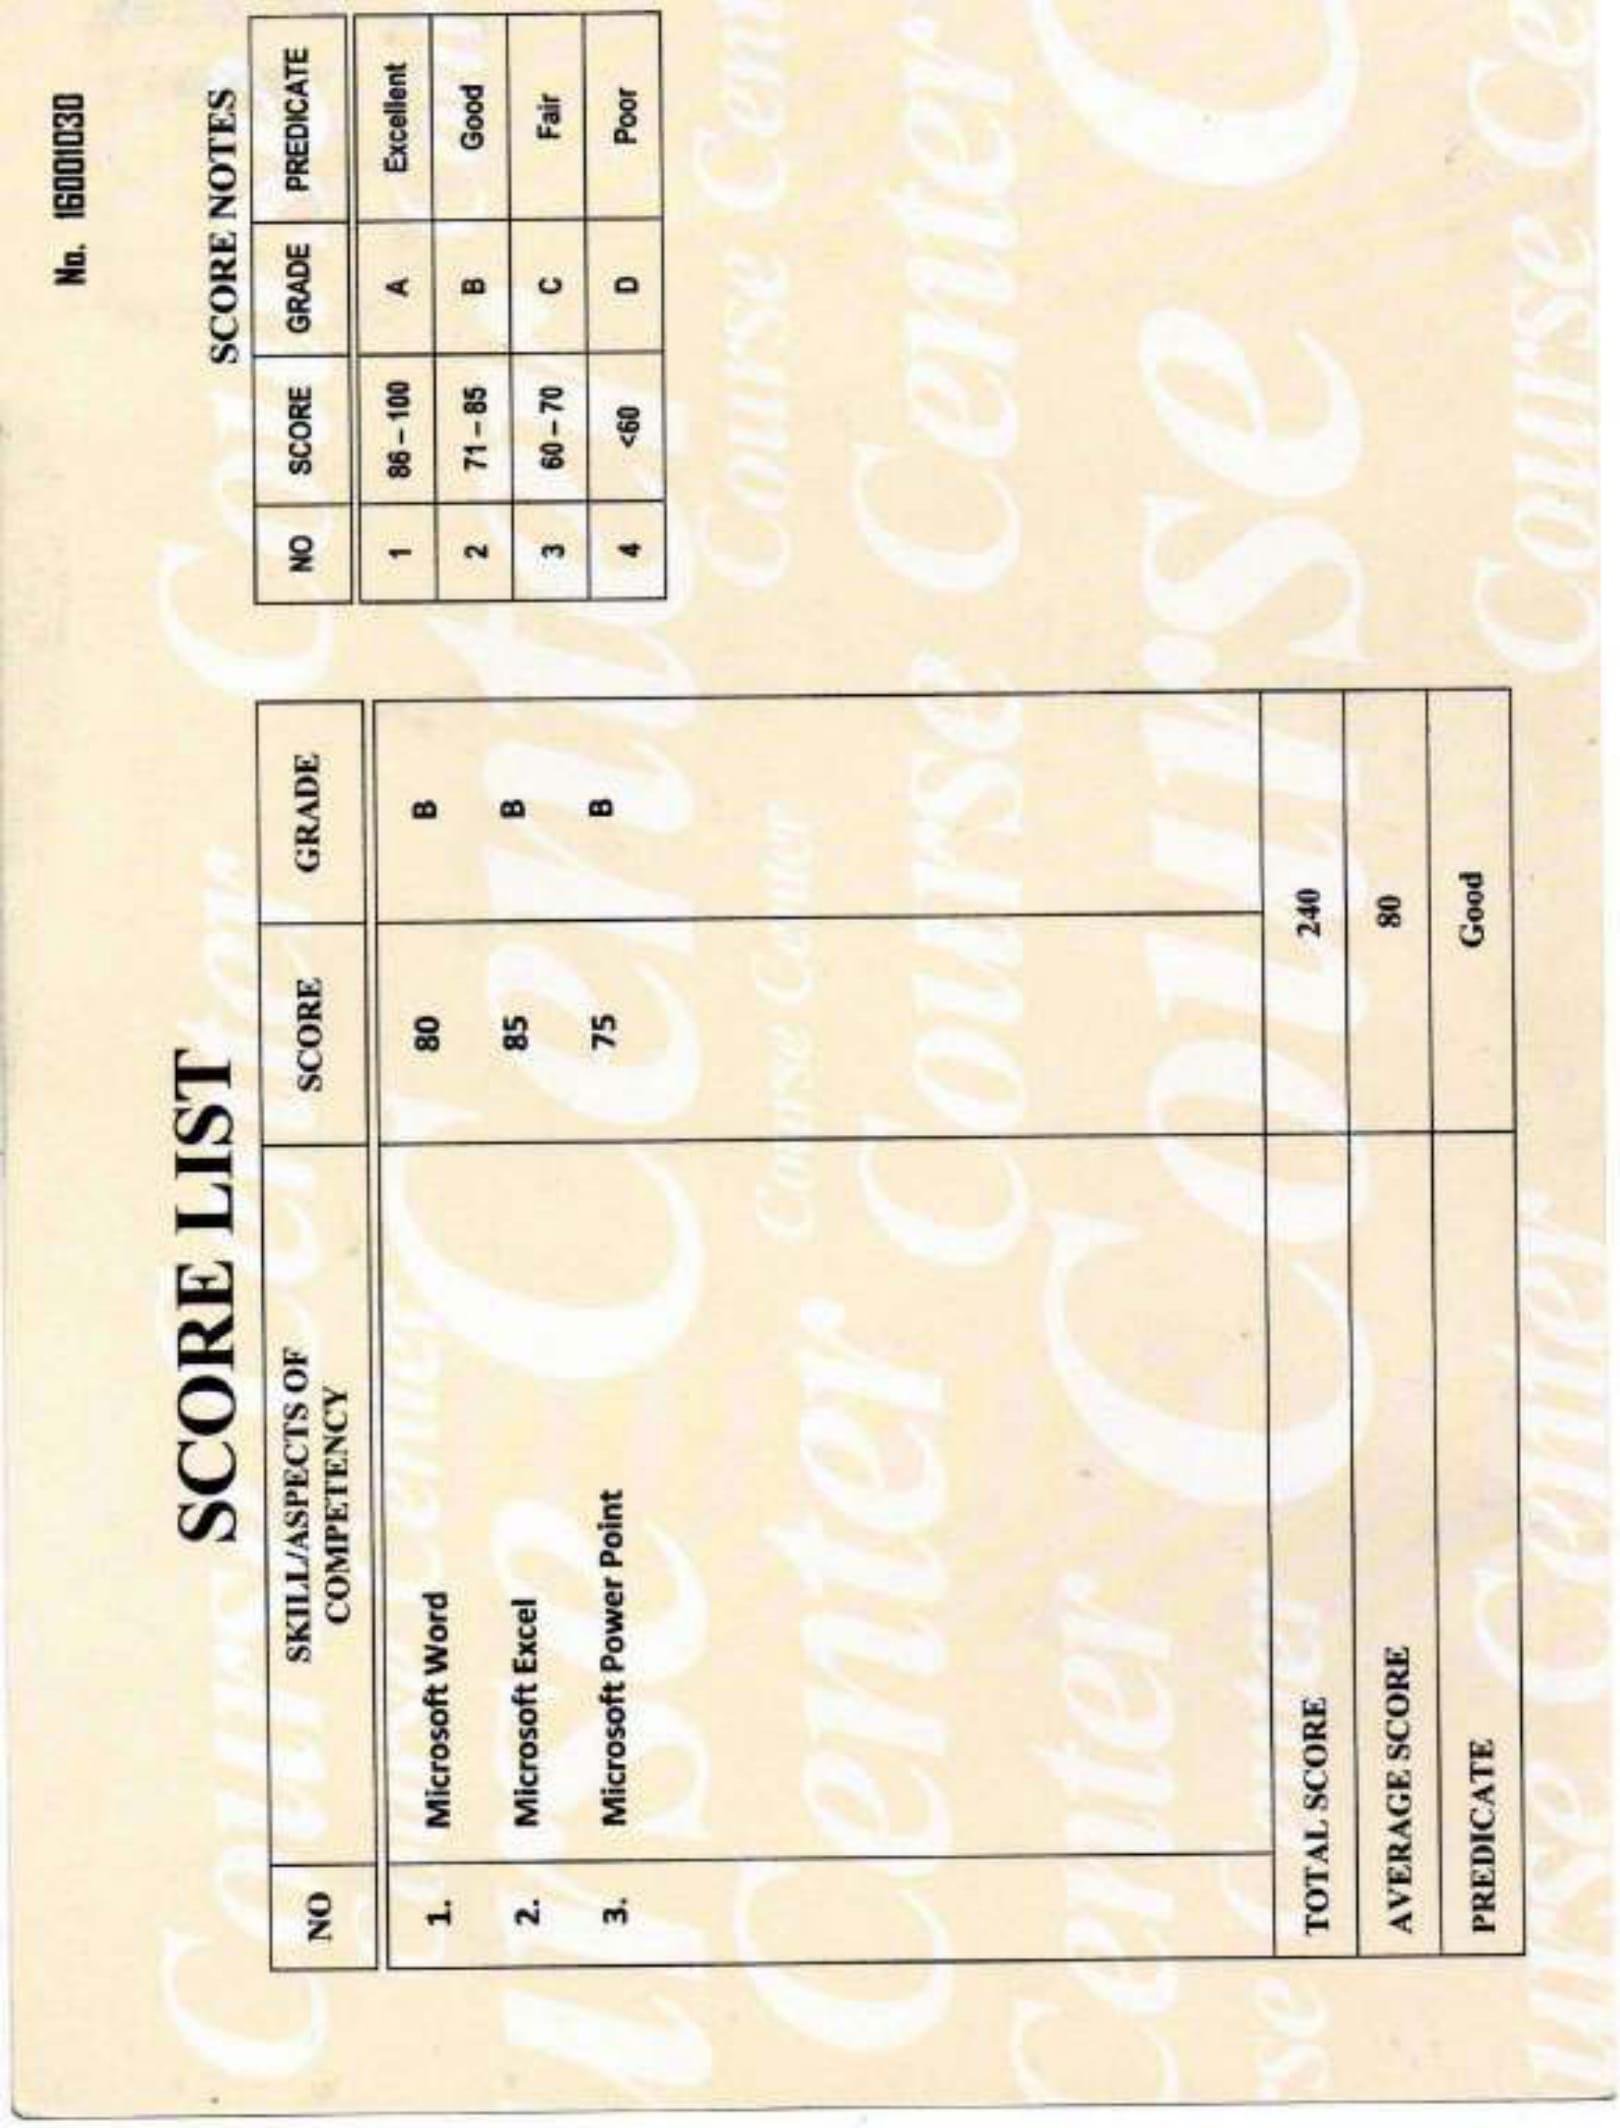 No. 16001030
SCORE LIST
NO SKILL/ASPECTS OF COMPETENCY SCORE GRADE
1. Microsoft Word 80 B
2. Microsoft Excel 85 B
3. Microsoft Power Point 75 B
TOTAL SCORE 240
AVERAGE SCORE 80
PREDICATE Good
SCORE NOTES
NO SCORE GRADE PREDICATE
1 86 – 100 A Excellent
2 71 – 85 B Good
3 60 – 70 C Fair
4 <60 D Poor
Course Center